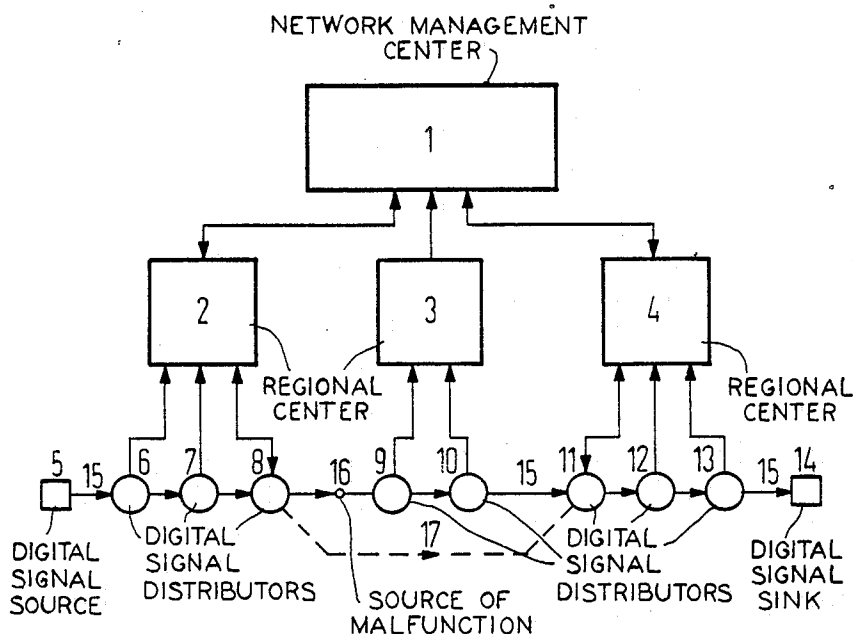 NETWORK MANAGEMENT
CENTER
1
2
3
4
REGIONAL
CENTER
REGIONAL
CENTER
5
15
6
7
8
16
9
10
15
11
12
13
15
14
17
DIGITAL
SIGNAL
SOURCE
DIGITAL
SIGNAL
DISTRIBUTORS
SOURCE OF
MALFUNCTION
DIGITAL
SIGNAL
DISTRIBUTORS
DIGITAL
SIGNAL
SINK